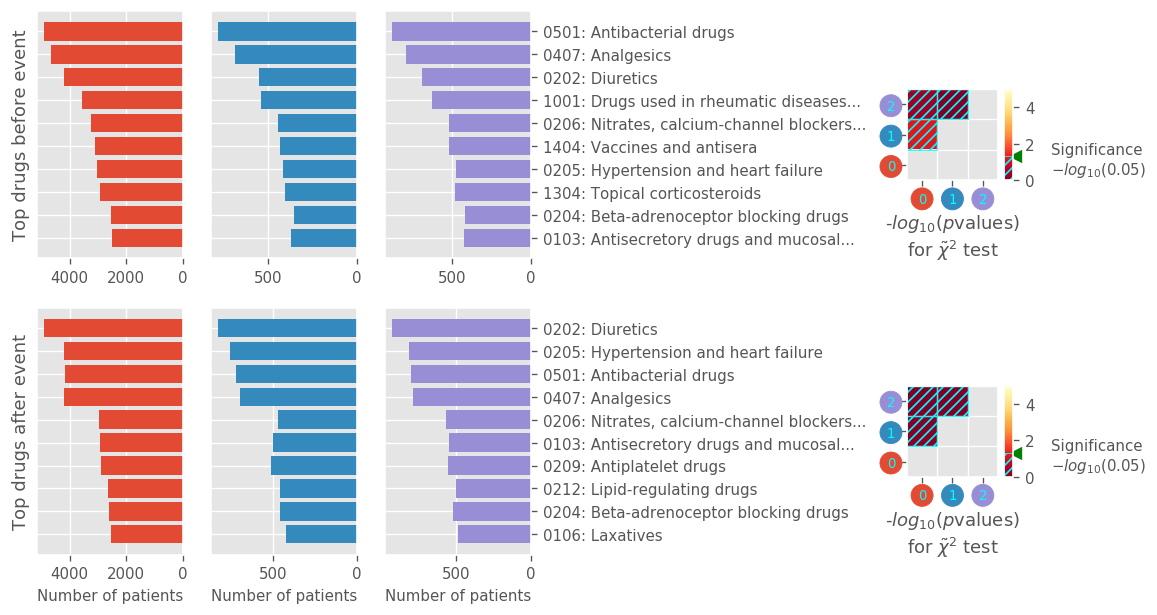 Top drugs before event
0501: Antibacterial drugs
0407: Analgesics
0202: Diuretics
1001: Drugs used in rheumatic diseases...
0206: Nitrates, calcium-channel blockers...
1404: Vaccines and antisera
0205: Hypertension and heart failure
1304: Topical corticosteroids
0204: Beta-adrenoceptor blocking drugs
0103: Antisecretory drugs and mucosal...
4000 2000 0
500 0
500 0
2
1
0
0 1 2
4
2
0
Significance
−log₁₀(0.05)
-log₁₀(pvalues)
for χ̃² test
Top drugs after event
0202: Diuretics
0205: Hypertension and heart failure
0501: Antibacterial drugs
0407: Analgesics
0206: Nitrates, calcium-channel blockers...
0103: Antisecretory drugs and mucosal...
0209: Antiplatelet drugs
0212: Lipid-regulating drugs
0204: Beta-adrenoceptor blocking drugs
0106: Laxatives
4000 2000 0
500 0
500 0
Number of patients
Number of patients
Number of patients
2
1
0
0 1 2
4
2
0
Significance
−log₁₀(0.05)
-log₁₀(pvalues)
for χ̃² test